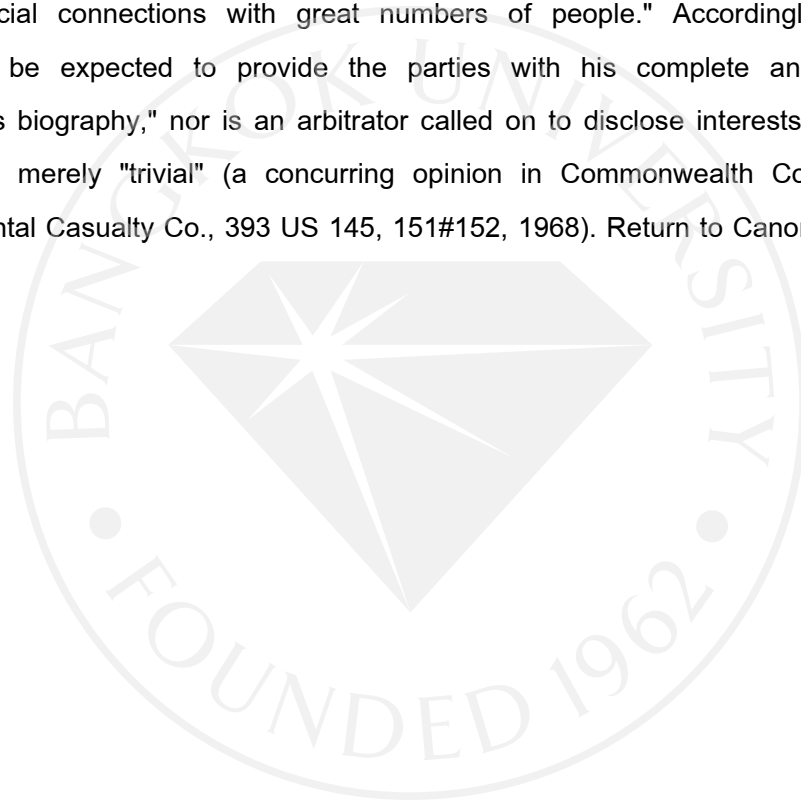 cial connections with great numbers of people." Accordingl
be expected to provide the parties with his complete an
s biography," nor is an arbitrator called on to disclose interests
merely "trivial" (a concurring opinion in Commonwealth Co
ntal Casualty Co., 393 US 145, 151#152, 1968). Return to Canon
BANGKOK UNIVERSITY
FOUNDED 1962